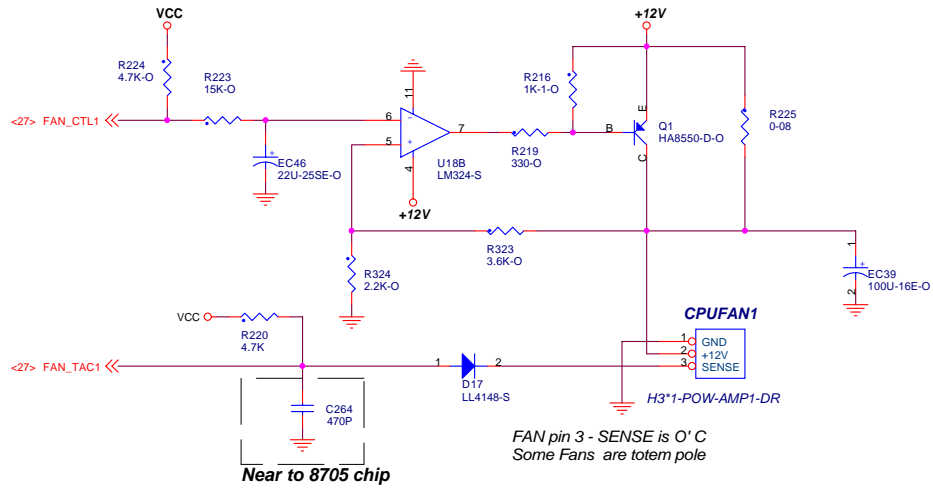 VCC
+12V
R224
4.7K-O
R223
15K-O
<27> FAN_CTL1
EC46
22U-25SE-O
11
6
5
7
4
U18B
LM324-S
+12V
R219
330-O
R216
1K-1-O
B
E
C
Q1
HA8550-D-O
R225
0-08
R323
3.6K-O
R324
2.2K-O
1
2
EC39
100U-16E-O
VCC
R220
4.7K
<27> FAN_TAC1
C264
470P
Near to 8705 chip
1
2
D17
LL4148-S
CPUFAN1
1 GND
2 +12V
3 SENSE
H3*1-POW-AMP1-DR
FAN pin 3 - SENSE is O' C
Some Fans are totem pole